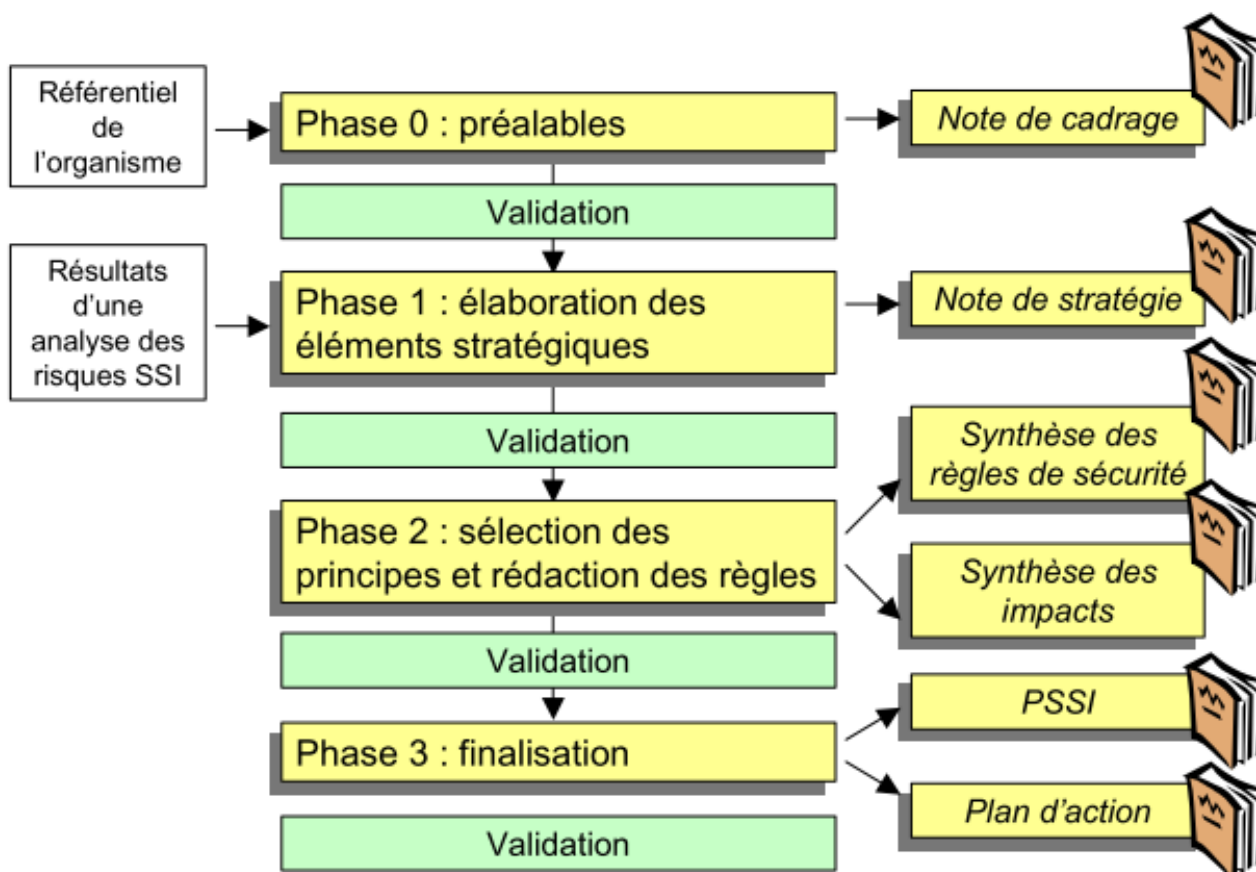 Référentiel
de
l'organisme
Phase 0 : préalables
Note de cadrage
Validation
Résultats
d'une
analyse des
risques SSI
Phase 1 : élaboration des
éléments stratégiques
Note de stratégie
Validation
Phase 2 : sélection des
principes et rédaction des règles
Synthèse des
règles de sécurité
Synthèse des
impacts
Validation
Phase 3 : finalisation
PSSI
Plan d'action
Validation